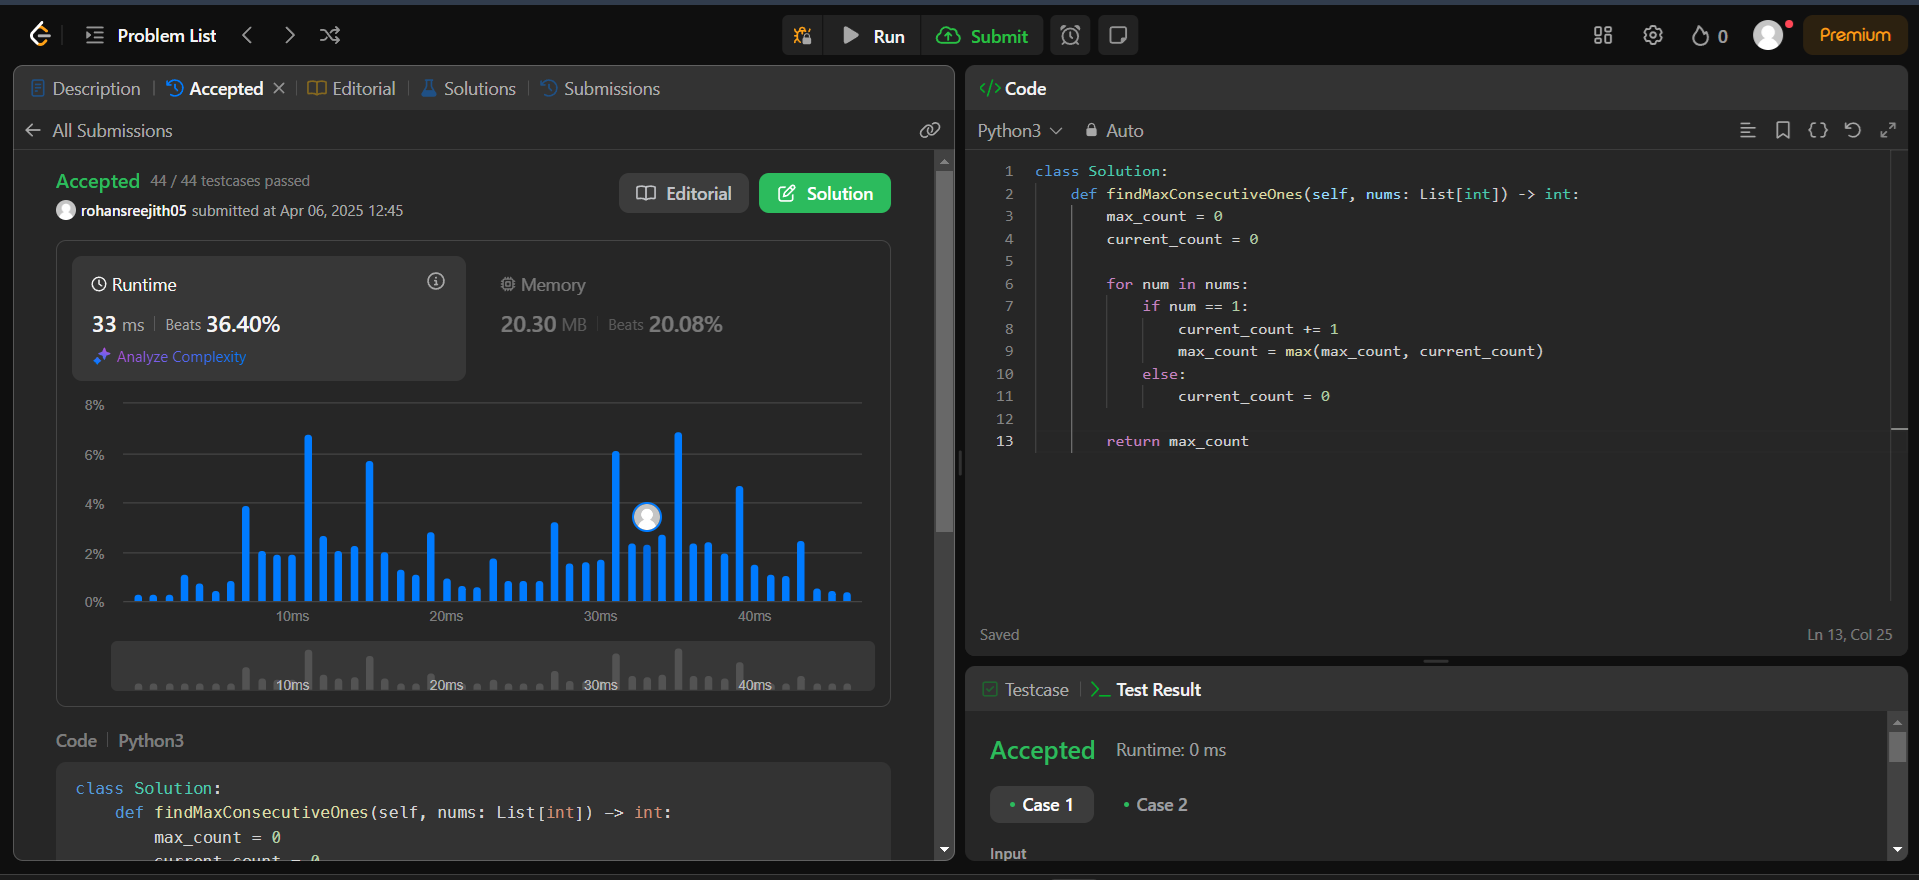 Problem List
Run
Submit
0
Premium
Description
Accepted
Editorial
Solutions
Submissions
All Submissions
Accepted 44 / 44 testcases passed
rohansreejith05 submitted at Apr 06, 2025 12:45
Editorial
Solution
Runtime
33 ms Beats 36.40%
Analyze Complexity
Memory
20.30 MB Beats 20.08%
8%
6%
4%
2%
0%
10ms 20ms 30ms 40ms
10ms 20ms 30ms 40ms
Code Python3
class Solution:
def findMaxConsecutiveOnes(self, nums: List[int]) -> int:
max_count = 0
current_count = 0
</> Code
Python3 Auto
1 class Solution:
2 def findMaxConsecutiveOnes(self, nums: List[int]) -> int:
3 max_count = 0
4 current_count = 0
5
6 for num in nums:
7 if num == 1:
8 current_count += 1
9 max_count = max(max_count, current_count)
10 else:
11 current_count = 0
12
13 return max_count
Saved
Ln 13, Col 25
Testcase
Test Result
Accepted Runtime: 0 ms
• Case 1 • Case 2
Input